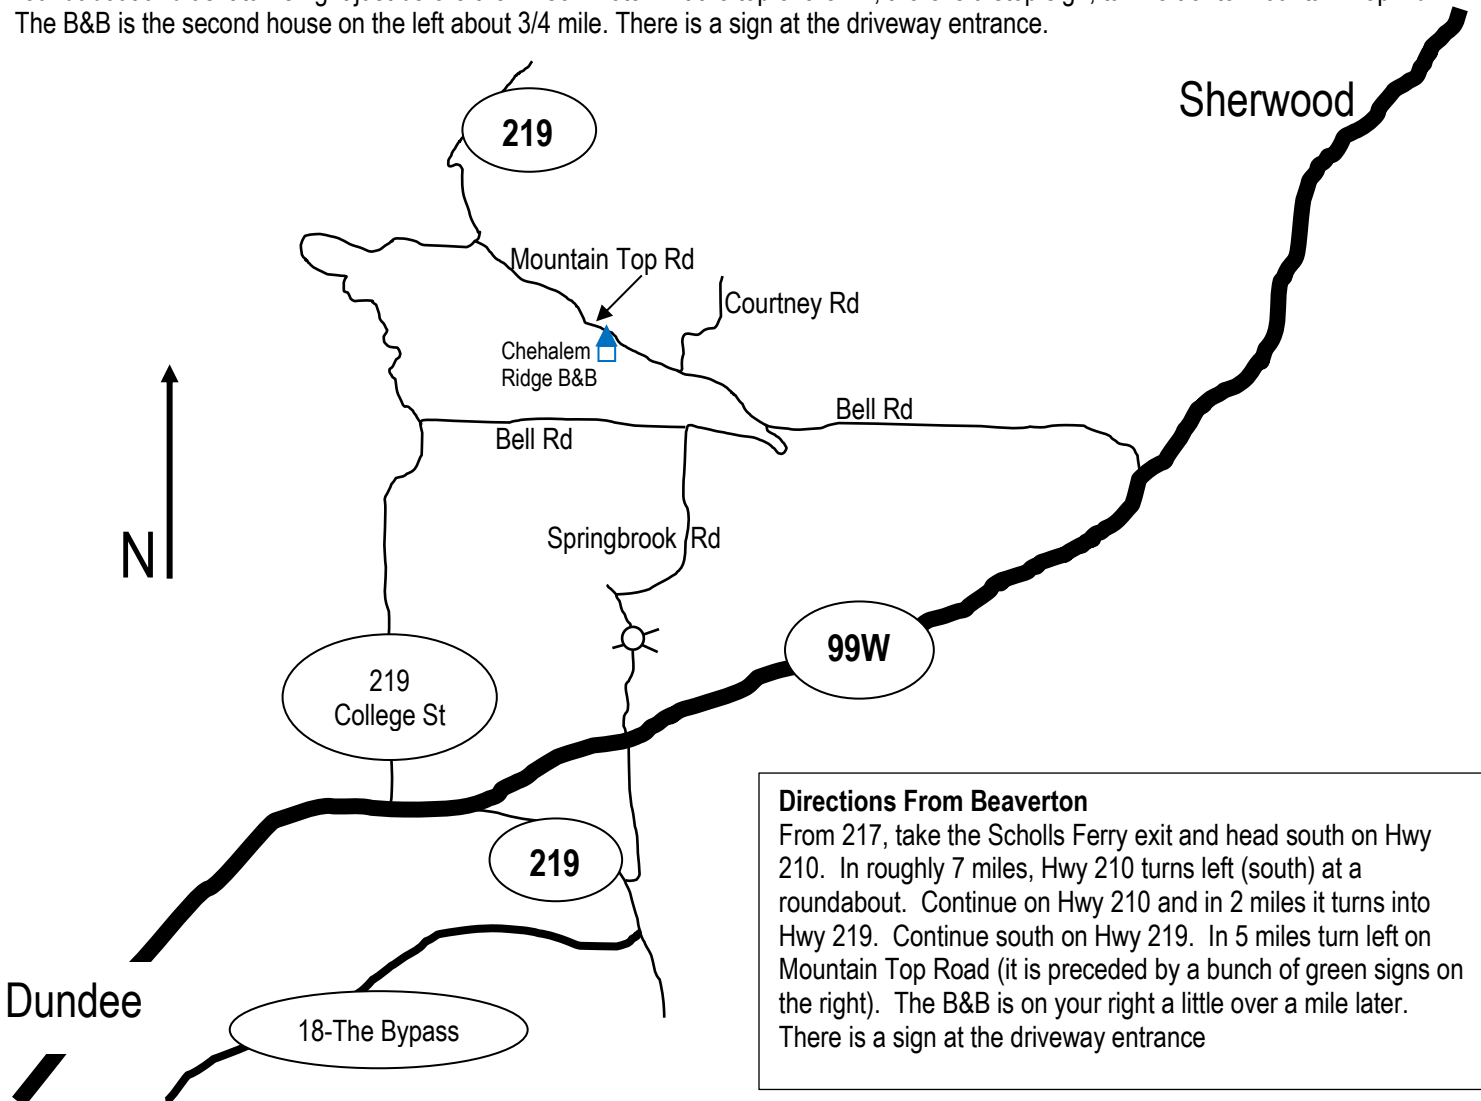 The B&B is the second house on the left about 3/4 mile. There is a sign at the driveway entrance.
Sherwood
219
Mountain Top Rd
Courtney Rd
Chehalem
Ridge B&B
Bell Rd
Bell Rd
N
Springbrook Rd
99W
219
College St
219
Dundee
18-The Bypass
Directions From Beaverton
From 217, take the Scholls Ferry exit and head south on Hwy
210. In roughly 7 miles, Hwy 210 turns left (south) at a
roundabout. Continue on Hwy 210 and in 2 miles it turns into
Hwy 219. Continue south on Hwy 219. In 5 miles turn left on
Mountain Top Road (it is preceded by a bunch of green signs on
the right). The B&B is on your right a little over a mile later.
There is a sign at the driveway entrance